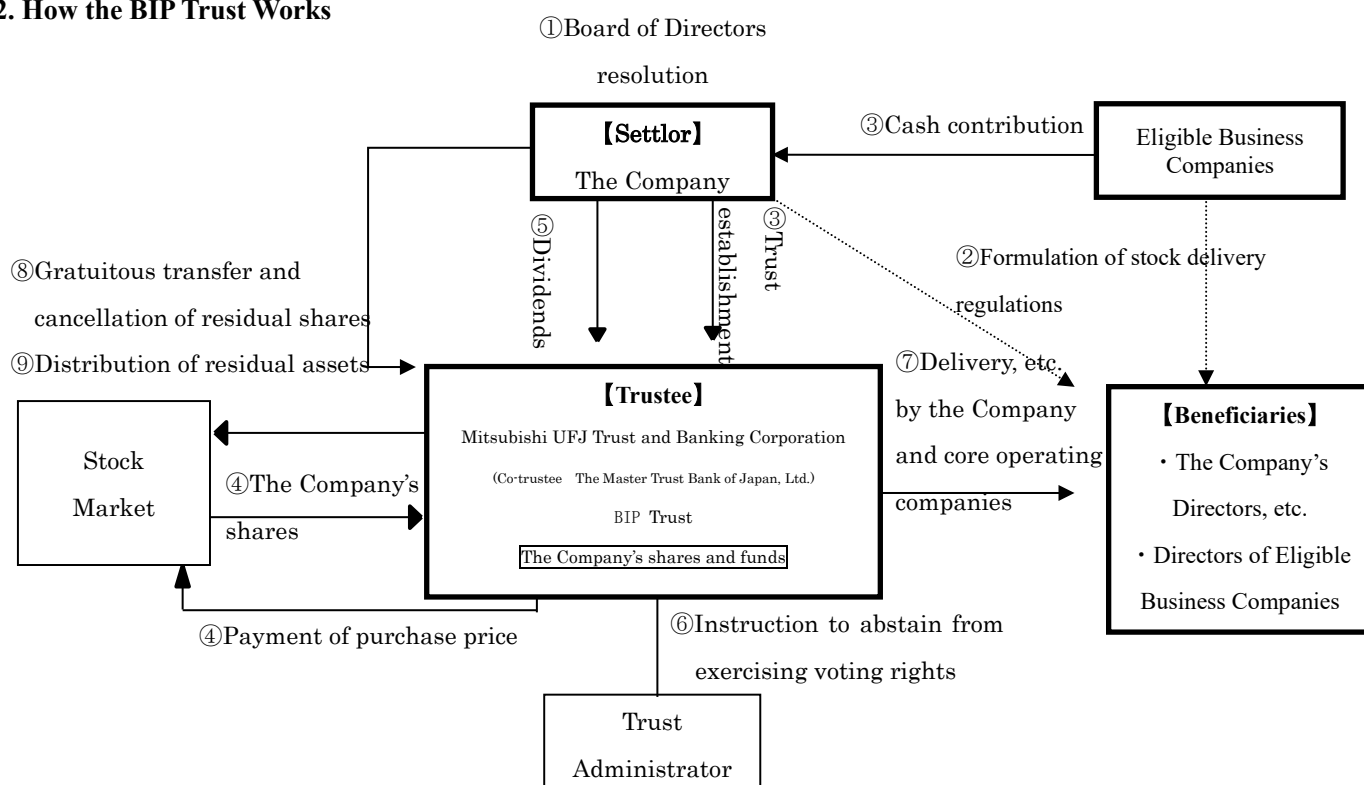 2. How the BIP Trust Works
①Board of Directors
resolution
【Settlor】
The Company
③Cash contribution
Eligible Business
Companies
⑤Dividends
③Trust
establishment
②Formulation of stock delivery
regulations
⑧Gratuitous transfer and
cancellation of residual shares
⑨Distribution of residual assets
Stock
Market
④The Company's
shares
④Payment of purchase price
【Trustee】
Mitsubishi UFJ Trust and Banking Corporation
(Co-trustee The Master Trust Bank of Japan, Ltd.)
BIP Trust
The Company's shares and funds
⑦Delivery, etc.
by the Company
and core operating
companies
【Beneficiaries】
・The Company's
Directors, etc.
・Directors of Eligible
Business Companies
⑥Instruction to abstain from
exercising voting rights
Trust
Administrator